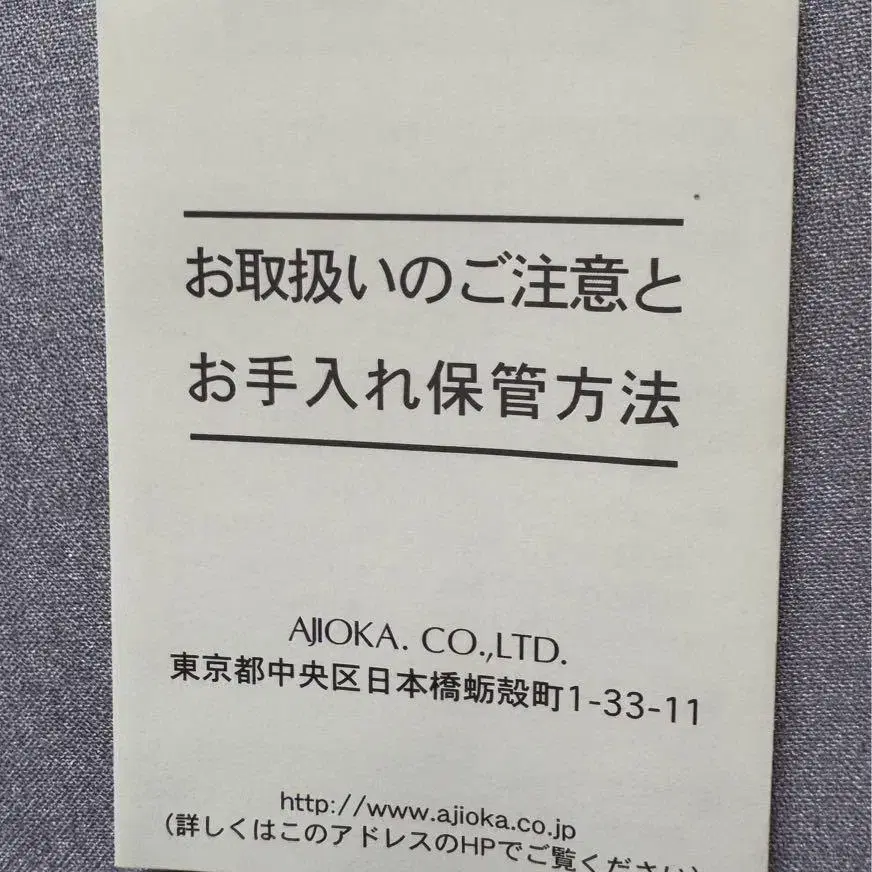 お取扱いのご注意と
お手入れ保管方法
AJIOKA. CO.,LTD.
東京都中央区日本橋蛎殻町1-33-11
http://www.ajioka.co.jp
(詳しくはこのアドレスのHPでご覧ください)